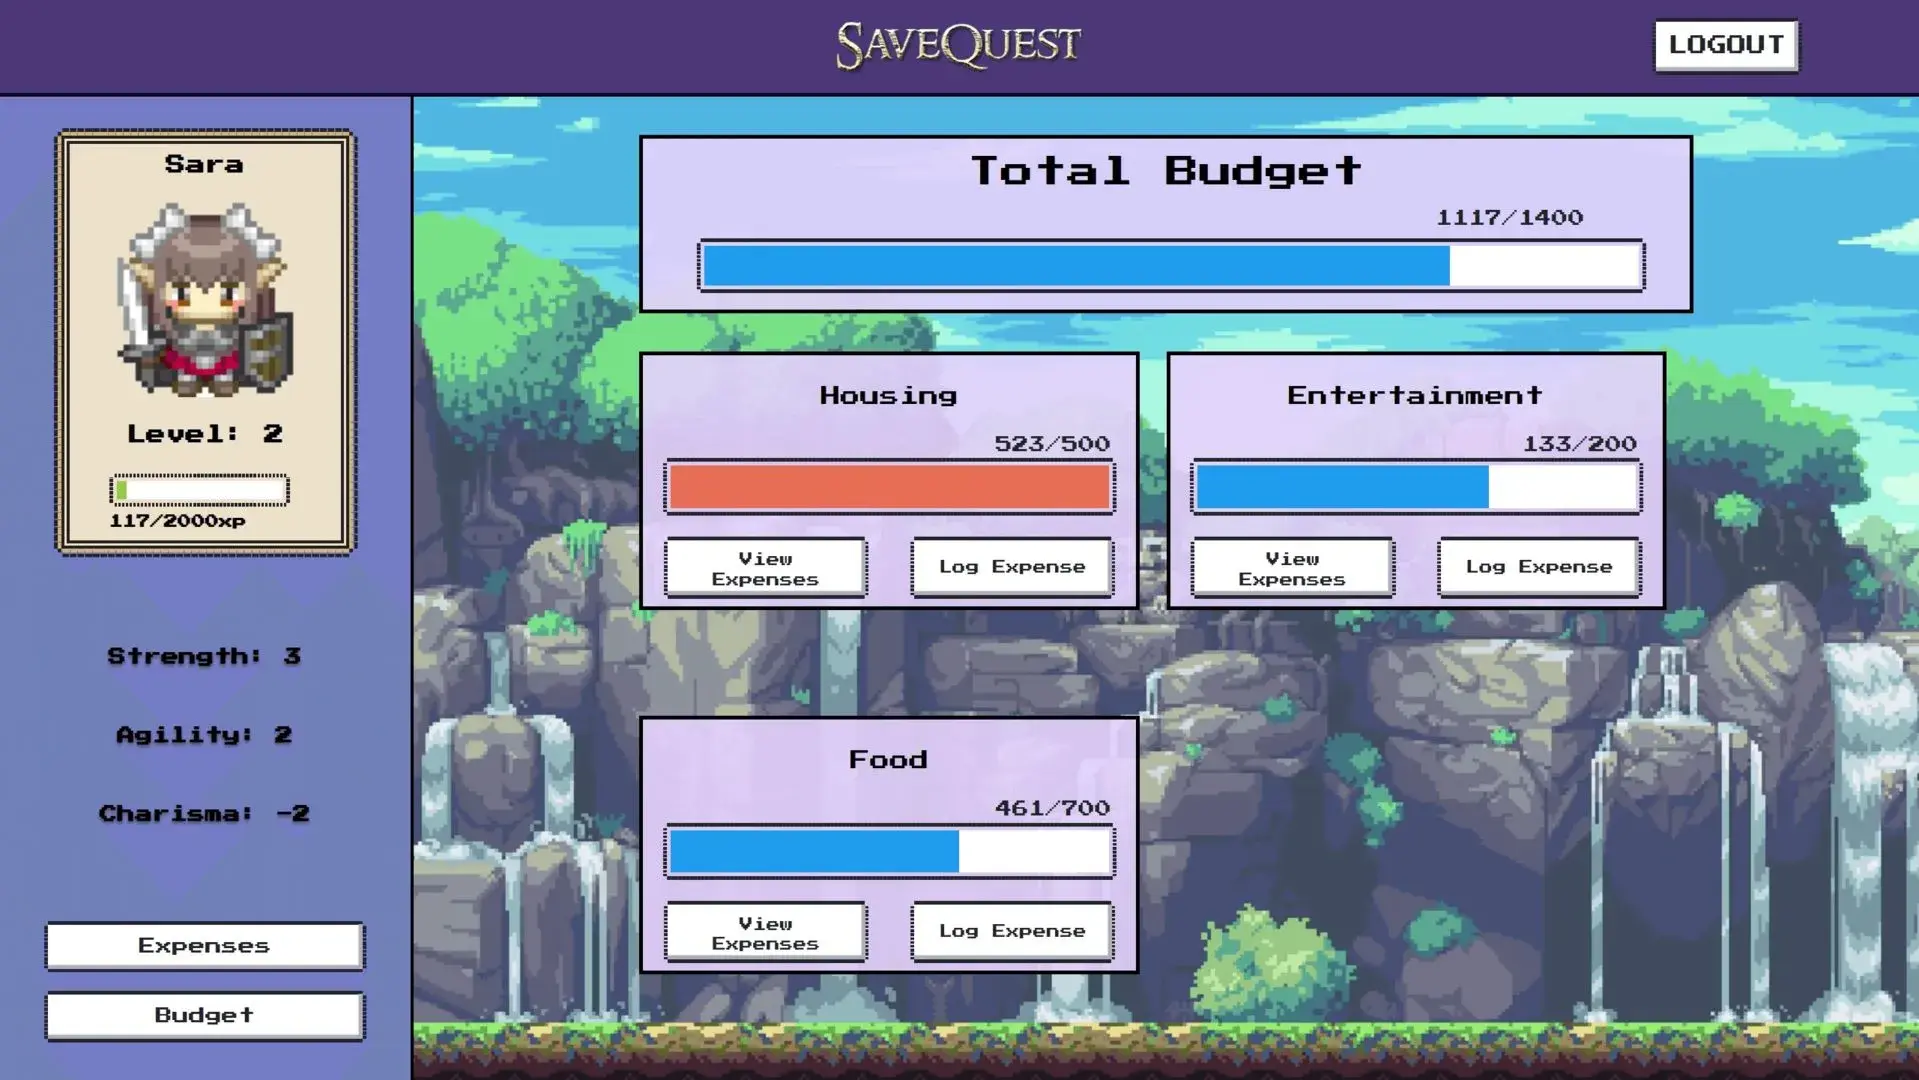 SAVEQUEST
LOGOUT
Sara
Level: 2
117/2000xp
Strength: 3
Agility: 2
Charisma: -2
Expenses
Budget
Total Budget
1117/1400
Housing
523/500
View
Expenses
Log Expense
Entertainment
133/200
View
Expenses
Log Expense
Food
461/700
View
Expenses
Log Expense